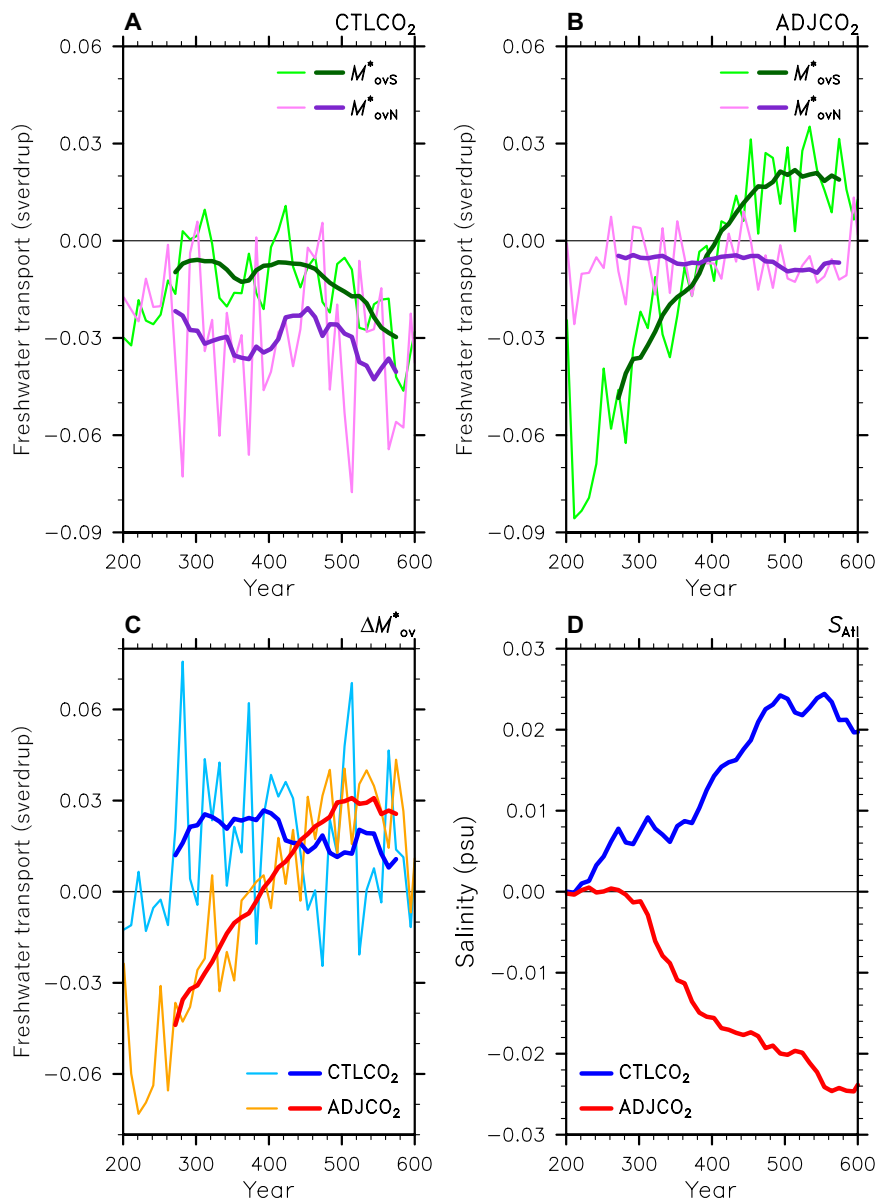 A CTLCO₂
0.06
0.03
0.00
−0.03
−0.06
−0.09
Freshwater transport (sverdrup)
M*ovS
M*ovN
200 300 400 500 600
Year
B ADJCO₂
0.06
0.03
0.00
−0.03
−0.06
−0.09
Freshwater transport (sverdrup)
M*ovS
M*ovN
200 300 400 500 600
Year
C ΔM*ov
0.06
0.03
0.00
−0.03
−0.06
Freshwater transport (sverdrup)
CTLCO₂
ADJCO₂
200 300 400 500 600
Year
D S_Atl
0.03
0.02
0.01
0.00
−0.01
−0.02
−0.03
Salinity (psu)
CTLCO₂
ADJCO₂
200 300 400 500 600
Year